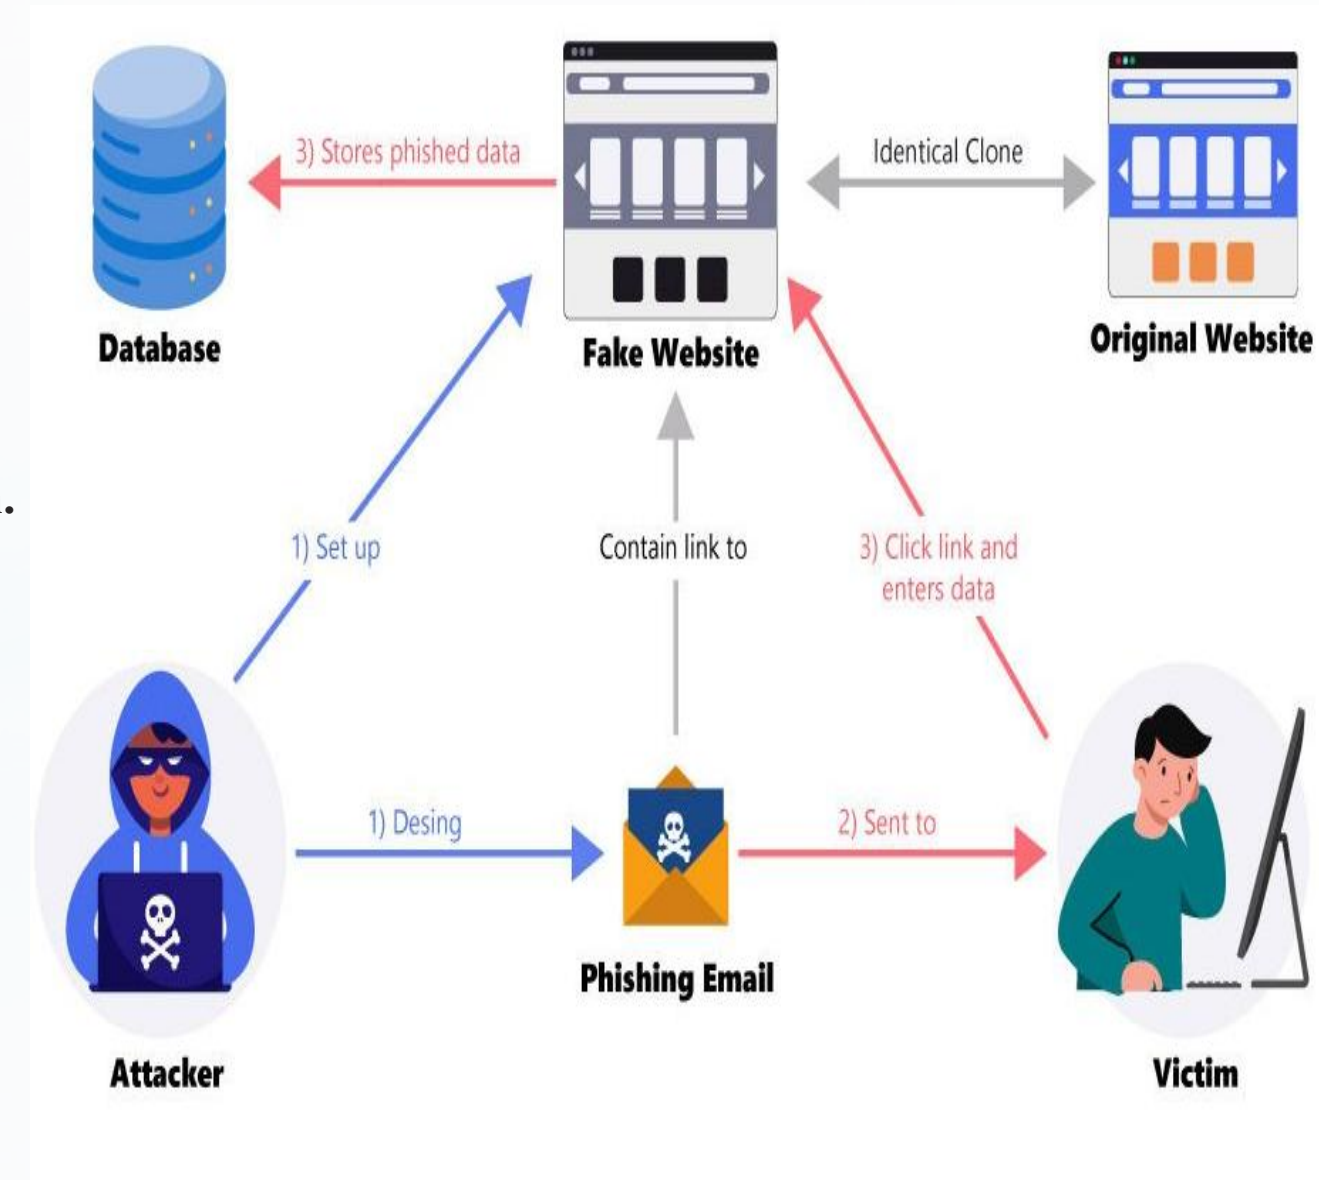 3) Stores phished data
Identical Clone
Database
Fake Website
Original Website
1) Set up
Contain link to
3) Click link and
enters data
1) Desing
2) Sent to
Phishing Email
Attacker
Victim